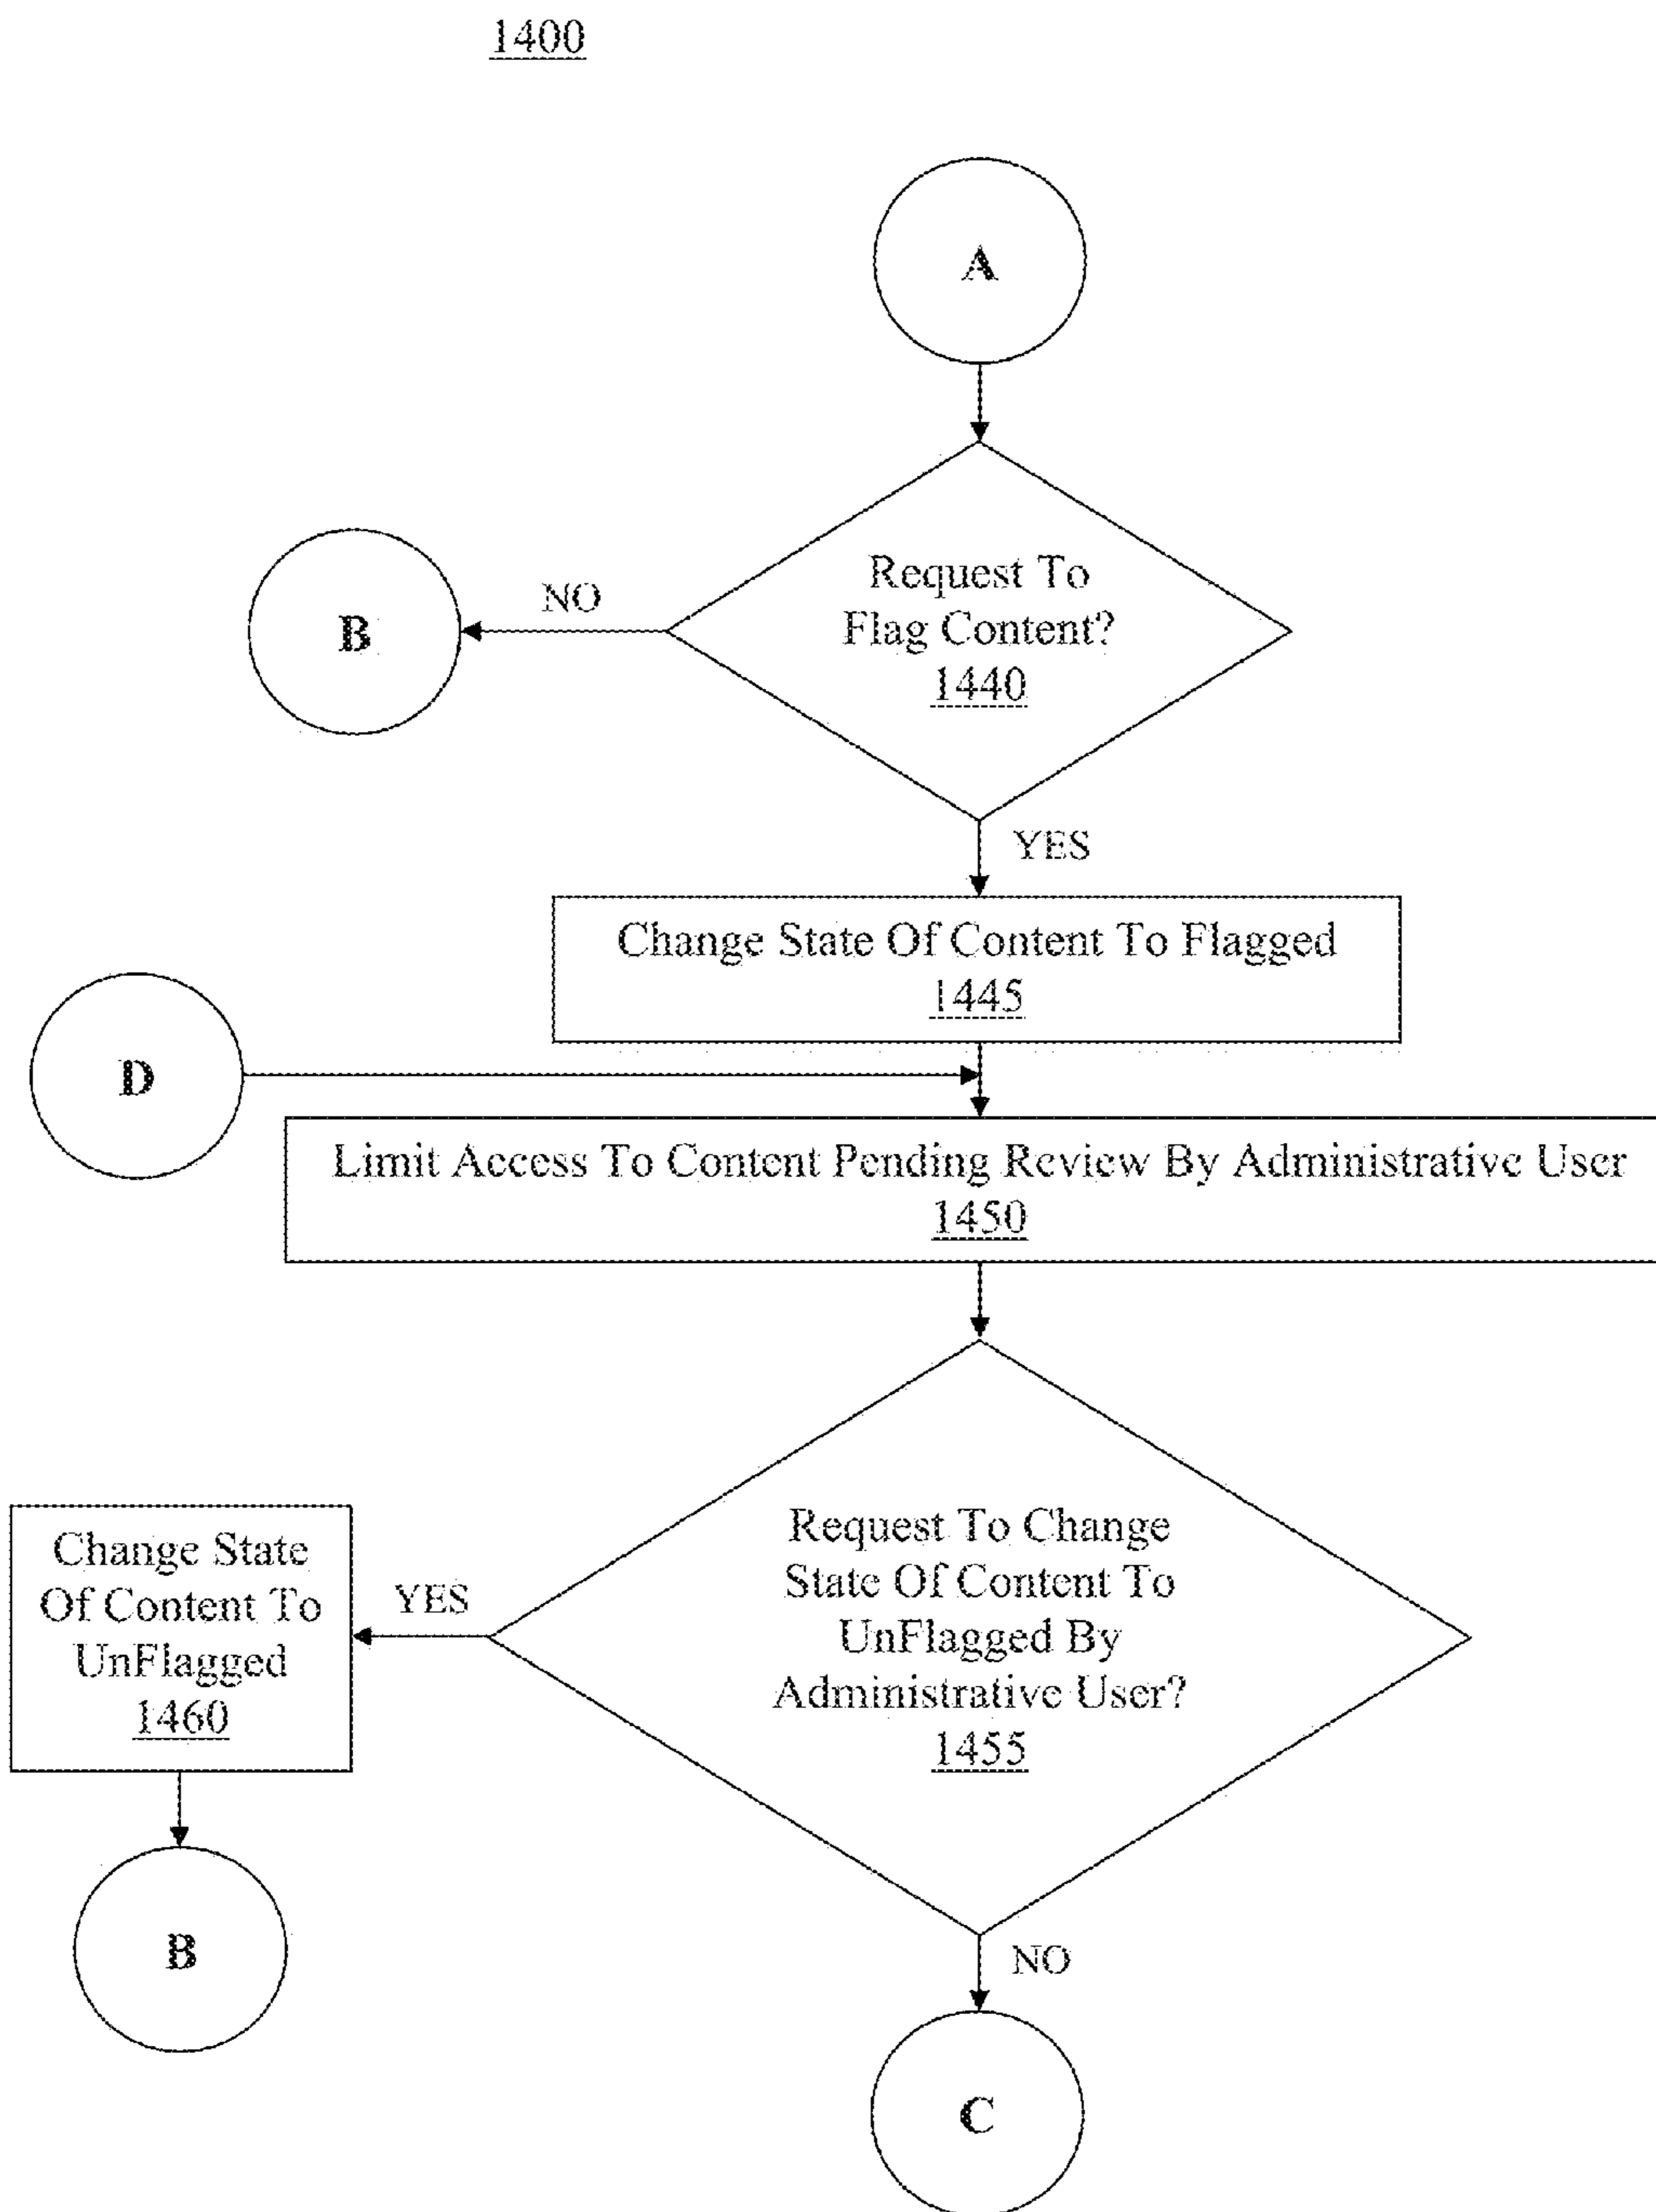 1400
A
Request To
Flag Content?
1440
NO
B
YES
Change State Of Content To Flagged
1445
D
Limit Access To Content Pending Review By Administrative User
1450
Request To Change
State Of Content To
UnFlagged By
Administrative User?
1455
YES
Change State
Of Content To
UnFlagged
1460
B
NO
C